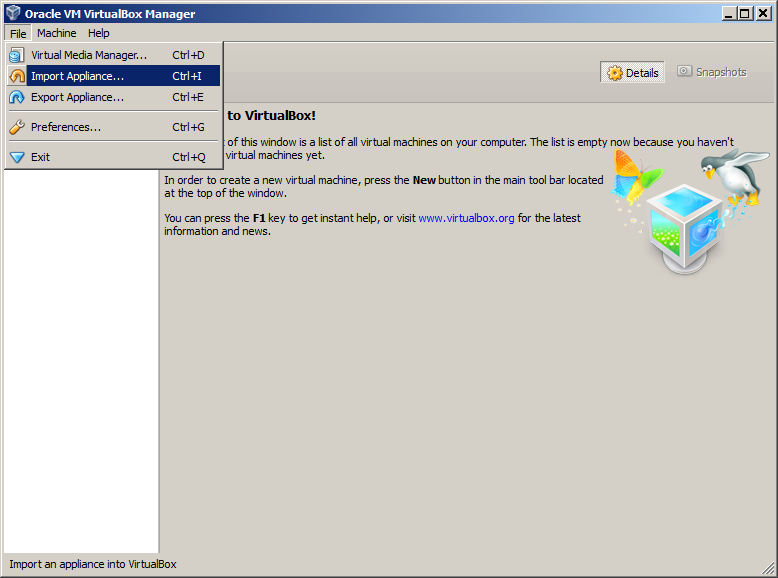 Oracle VM VirtualBox Manager
File Machine Help
Virtual Media Manager... Ctrl+D
Import Appliance... Ctrl+I
Export Appliance... Ctrl+E
Preferences... Ctrl+G
Exit Ctrl+Q
Details Snapshots
to VirtualBox!
of this window is a list of all virtual machines on your computer. The list is empty now because you haven't
virtual machines yet.
In order to create a new virtual machine, press the New button in the main tool bar located
at the top of the window.
You can press the F1 key to get instant help, or visit www.virtualbox.org for the latest
information and news.
Import an appliance into VirtualBox